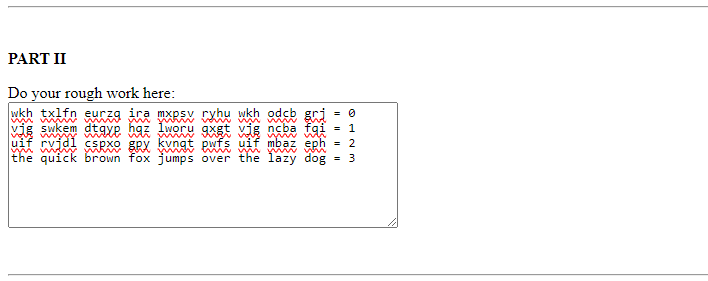 PART II
Do your rough work here:
wkh txlfn eurzq ira mxpsv ryhu wkh odcb grj = 0
vjg swkem dtqyp hqz lworu qxgt vjg ncba fqi = 1
uif rvjdl cspxo gpy kvnqt pwfs uif mbaz eph = 2
the quick brown fox jumps over the lazy dog = 3